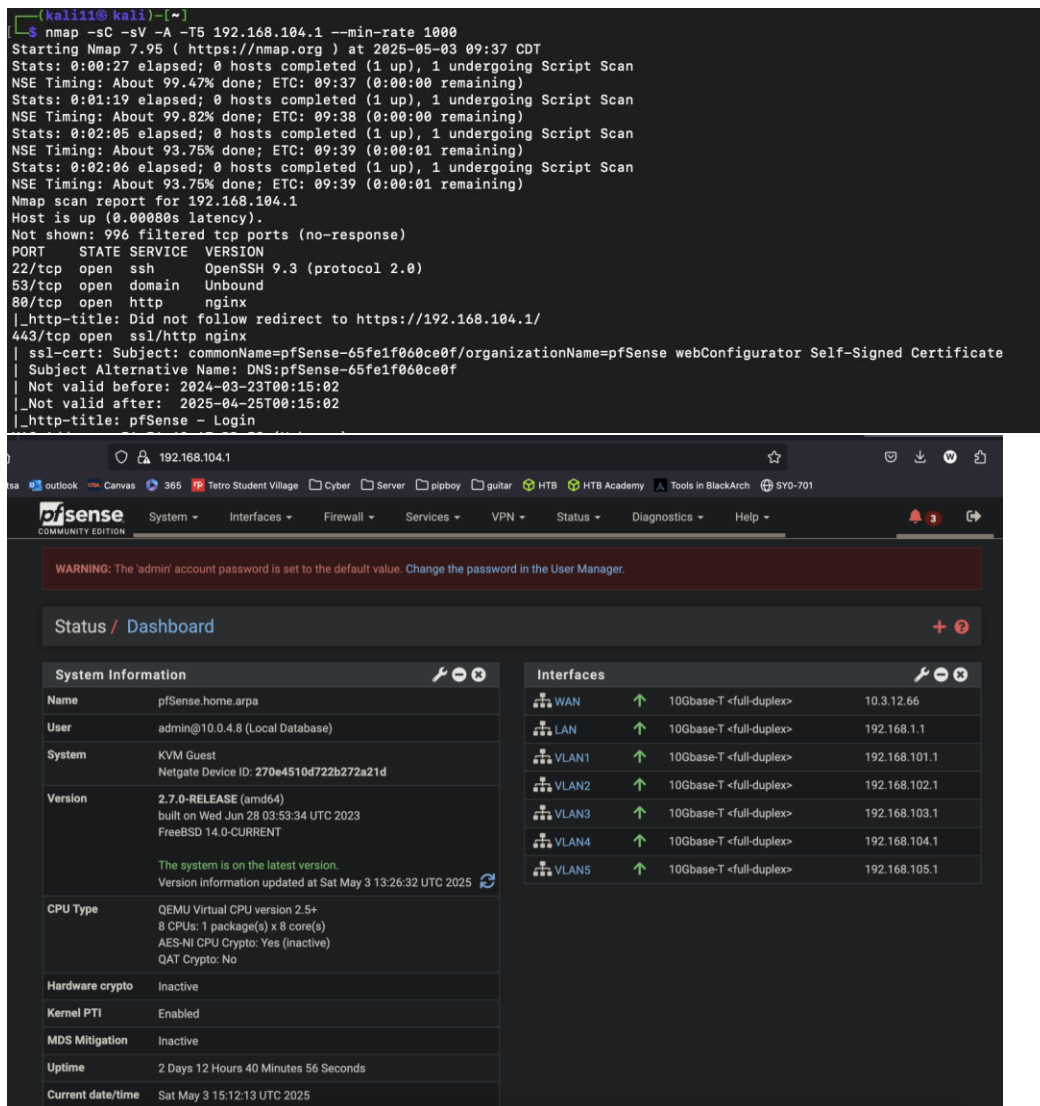 (kali11㉿kali)-[~]
$ nmap -sC -sV -A -T5 192.168.104.1 --min-rate 1000
Starting Nmap 7.95 ( https://nmap.org ) at 2025-05-03 09:37 CDT
Stats: 0:00:27 elapsed; 0 hosts completed (1 up), 1 undergoing Script Scan
NSE Timing: About 99.47% done; ETC: 09:37 (0:00:00 remaining)
Stats: 0:01:19 elapsed; 0 hosts completed (1 up), 1 undergoing Script Scan
NSE Timing: About 99.82% done; ETC: 09:38 (0:00:00 remaining)
Stats: 0:02:05 elapsed; 0 hosts completed (1 up), 1 undergoing Script Scan
NSE Timing: About 93.75% done; ETC: 09:39 (0:00:01 remaining)
Stats: 0:02:06 elapsed; 0 hosts completed (1 up), 1 undergoing Script Scan
NSE Timing: About 93.75% done; ETC: 09:39 (0:00:01 remaining)
Nmap scan report for 192.168.104.1
Host is up (0.00080s latency).
Not shown: 996 filtered tcp ports (no-response)
PORT STATE SERVICE VERSION
22/tcp open ssh OpenSSH 9.3 (protocol 2.0)
53/tcp open domain Unbound
80/tcp open http nginx
|_http-title: Did not follow redirect to https://192.168.104.1/
443/tcp open ssl/http nginx
| ssl-cert: Subject: commonName=pfSense-65fe1f060ce0f/organizationName=pfSense webConfigurator Self-Signed Certificate
| Subject Alternative Name: DNS:pfSense-65fe1f060ce0f
| Not valid before: 2024-03-23T00:15:02
|_Not valid after: 2025-04-25T00:15:02
|_http-title: pfSense - Login
192.168.104.1
tsa outlook Canvas 365 Tetro Student Village Cyber Server pipboy guitar HTB HTB Academy Tools in BlackArch SY0-701
pfsense System Interfaces Firewall Services VPN Status Diagnostics Help 3
COMMUNITY EDITION
WARNING: The 'admin' account password is set to the default value. Change the password in the User Manager.
Status / Dashboard
System Information
Name pfSense.home.arpa
User admin@10.0.4.8 (Local Database)
System KVM Guest
Netgate Device ID: 270e4510d722b272a21d
Version 2.7.0-RELEASE (amd64)
built on Wed Jun 28 03:53:34 UTC 2023
FreeBSD 14.0-CURRENT
The system is on the latest version.
Version information updated at Sat May 3 13:26:32 UTC 2025
CPU Type QEMU Virtual CPU version 2.5+
8 CPUs: 1 package(s) x 8 core(s)
AES-NI CPU Crypto: Yes (inactive)
QAT Crypto: No
Hardware crypto Inactive
Kernel PTI Enabled
MDS Mitigation Inactive
Uptime 2 Days 12 Hours 40 Minutes 56 Seconds
Current date/time Sat May 3 15:12:13 UTC 2025
Interfaces
WAN 10Gbase-T <full-duplex> 10.3.12.66
LAN 10Gbase-T <full-duplex> 192.168.1.1
VLAN1 10Gbase-T <full-duplex> 192.168.101.1
VLAN2 10Gbase-T <full-duplex> 192.168.102.1
VLAN3 10Gbase-T <full-duplex> 192.168.103.1
VLAN4 10Gbase-T <full-duplex> 192.168.104.1
VLAN5 10Gbase-T <full-duplex> 192.168.105.1